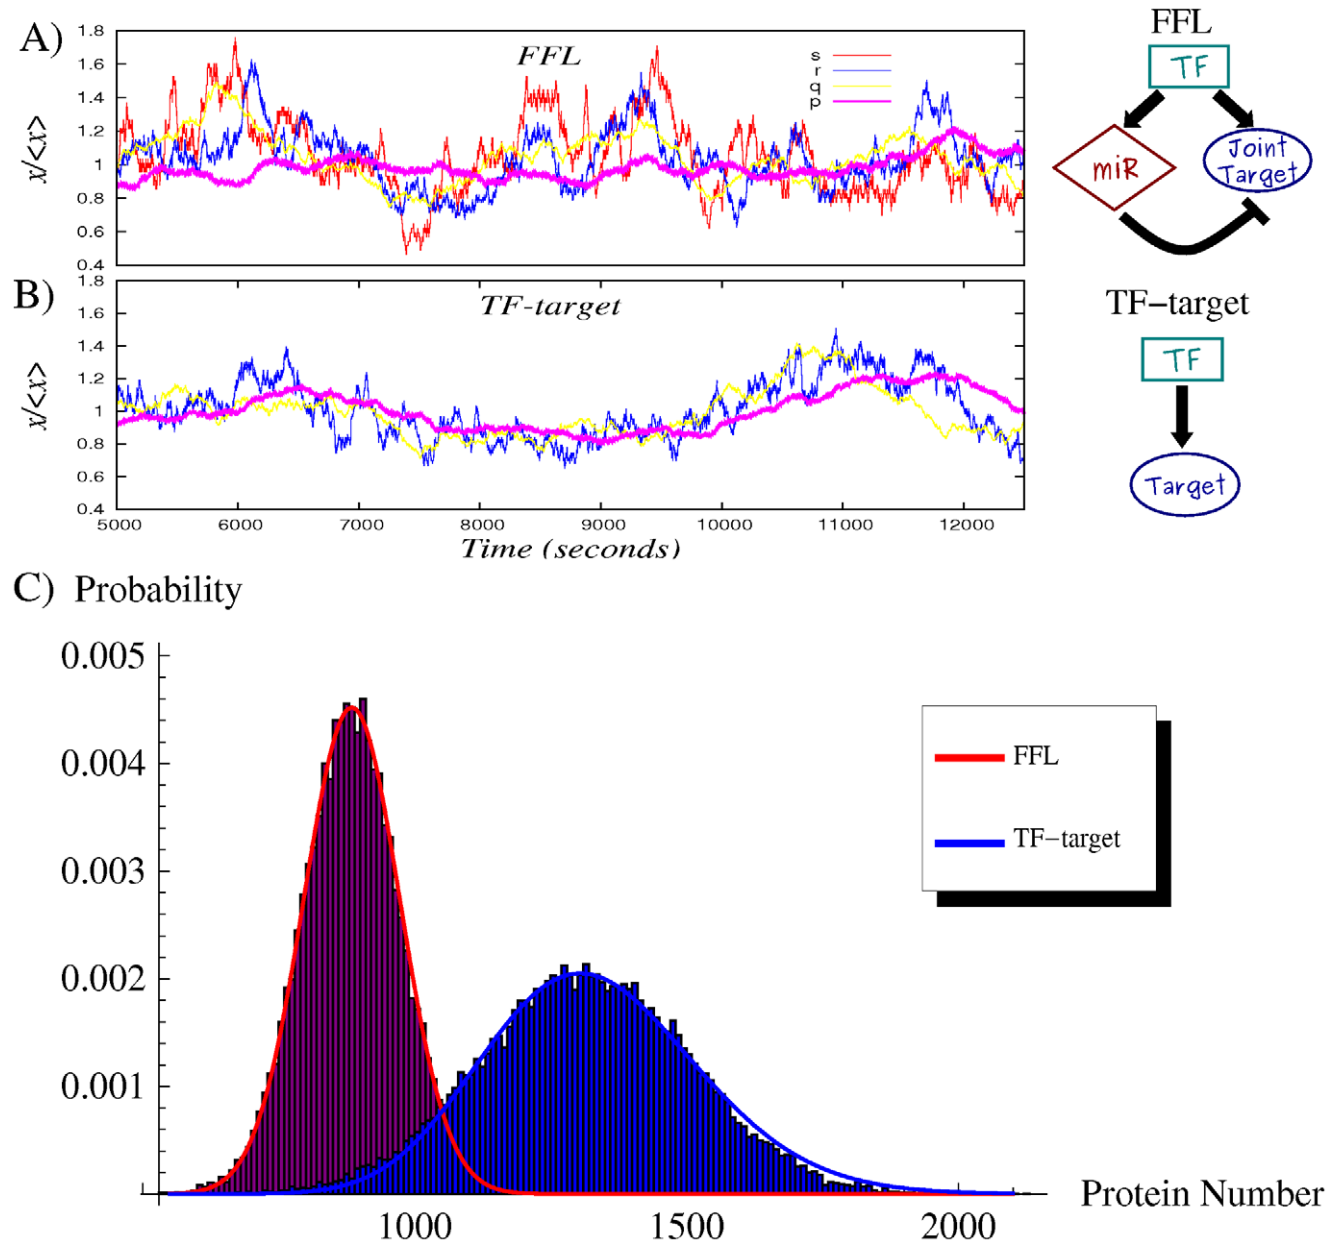 A)
1.8
1.6
1.4
1.2
1
0.8
0.6
0.4
x/<x>
FFL
s
r
q
p
FFL
TF
miR
Joint
Target
B)
1.8
1.6
1.4
1.2
1
0.8
0.6
0.4
x/<x>
TF-target
5000 6000 7000 8000 9000 10000 11000 12000
Time (seconds)
TF-target
TF
Target
C) Probability
0.005
0.004
0.003
0.002
0.001
FFL
TF-target
1000 1500 2000
Protein Number